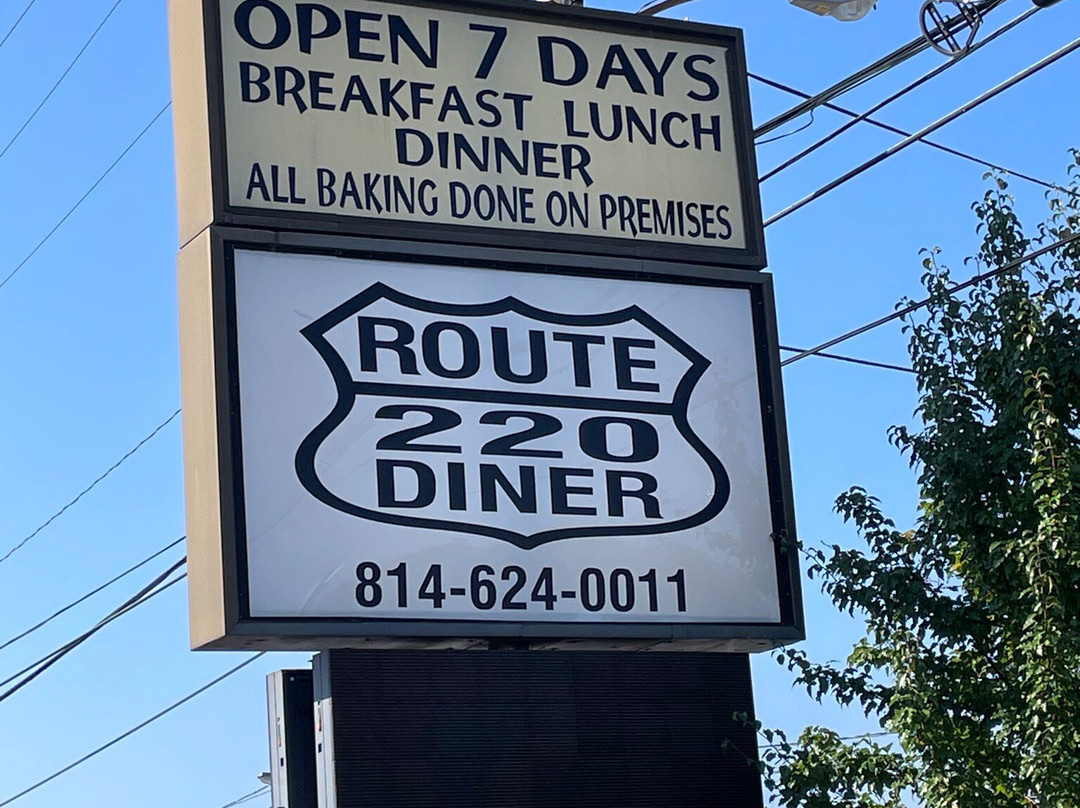 OPEN 7 DAYS
BREAKFAST LUNCH
DINNER
ALL BAKING DONE ON PREMISES
ROUTE
220
DINER
814-624-0011